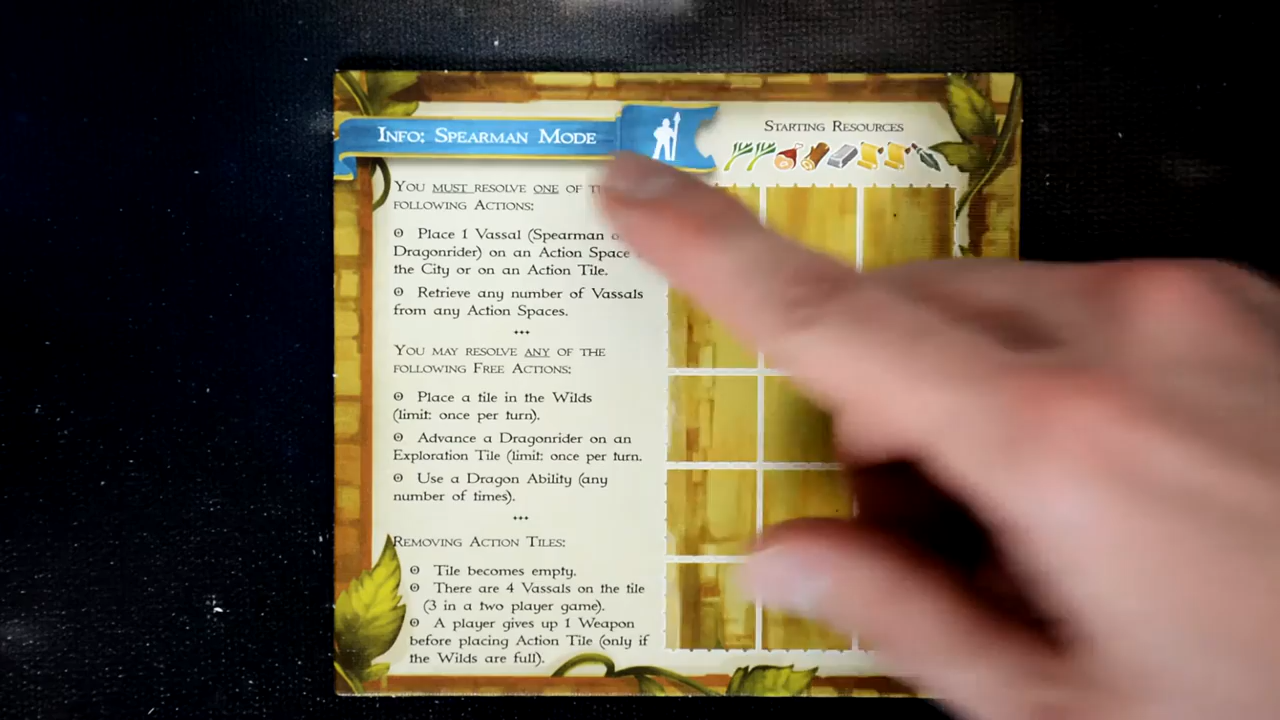 Info: Spearman Mode
Starting Resources
You must resolve one of
following Actions:
Place 1 Vassal (Spearman
Dragonrider) on an Action Space
the City or on an Action Tile.
Retrieve any number of Vassals
from any Action Spaces.
You may resolve any of the
following Free Actions:
Place a tile in the Wilds
(limit: once per turn).
Advance a Dragonrider on an
Exploration Tile (limit: once per turn.
Use a Dragon Ability (any
number of times).
Removing Action Tiles:
Tile becomes empty.
There are 4 Vassals on the tile
(3 in a two player game).
A player gives up 1 Weapon
before placing Action Tile (only if
the Wilds are full).